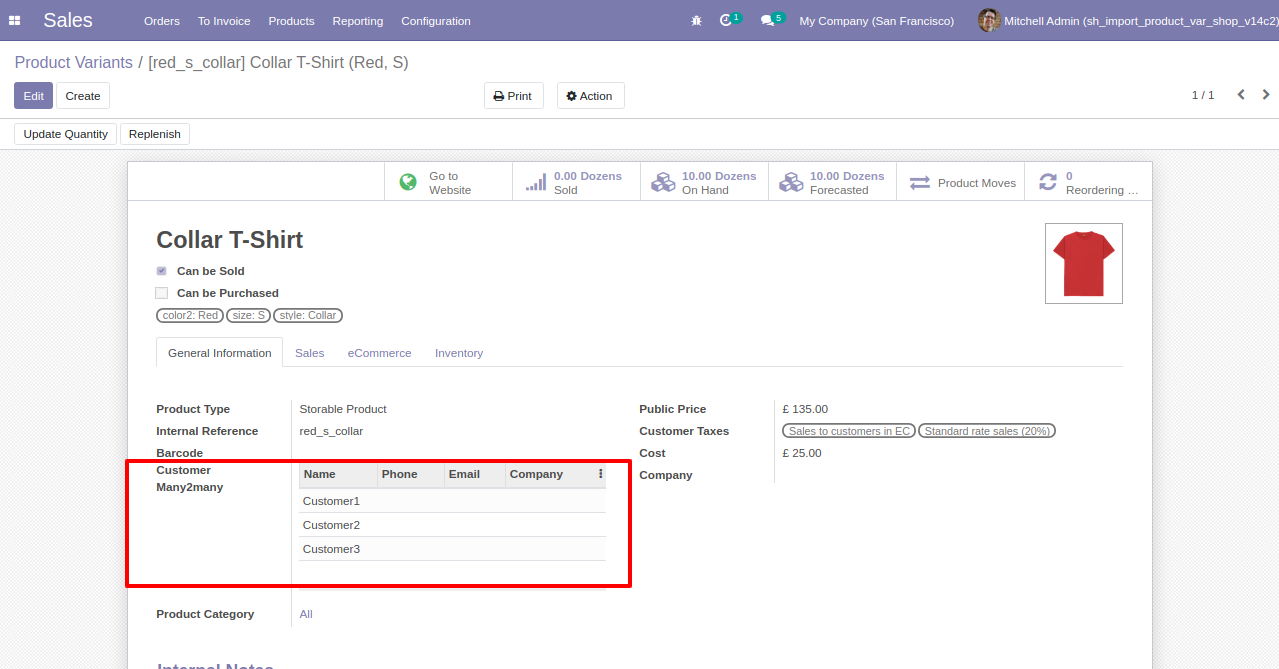 Sales Orders To Invoice Products Reporting Configuration 1 5 My Company (San Francisco) Mitchell Admin (sh_import_product_var_shop_v14c2)
Product Variants / [red_s_collar] Collar T-Shirt (Red, S)
Edit Create Print Action 1 / 1
Update Quantity Replenish
Go to
Website
0.00 Dozens
Sold
10.00 Dozens
On Hand
10.00 Dozens
Forecasted
Product Moves
0
Reordering ...
Collar T-Shirt
Can be Sold
Can be Purchased
color2: Red size: S style: Collar
General Information Sales eCommerce Inventory
Product Type Storable Product
Internal Reference red_s_collar
Barcode
Customer
Many2many
Name Phone Email Company
Customer1
Customer2
Customer3
Product Category All
Public Price £ 135.00
Customer Taxes Sales to customers in EC Standard rate sales (20%)
Cost £ 25.00
Company
Internal Notes